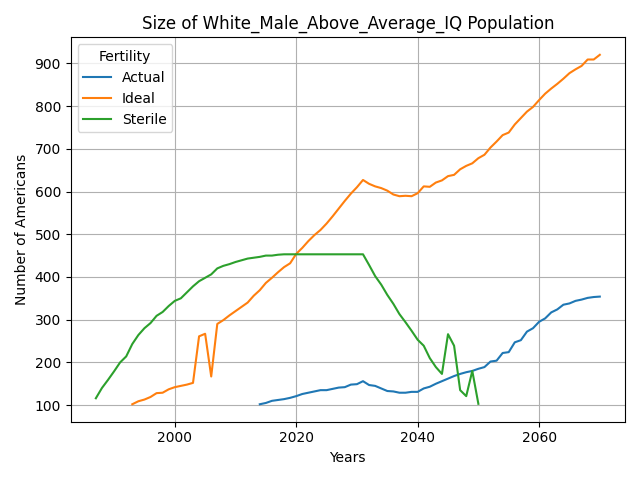 Size of White_Male_Above_Average_IQ Population
Fertility
Actual
Ideal
Sterile
Number of Americans
900
800
700
600
500
400
300
200
100
2000
2020
2040
2060
Years